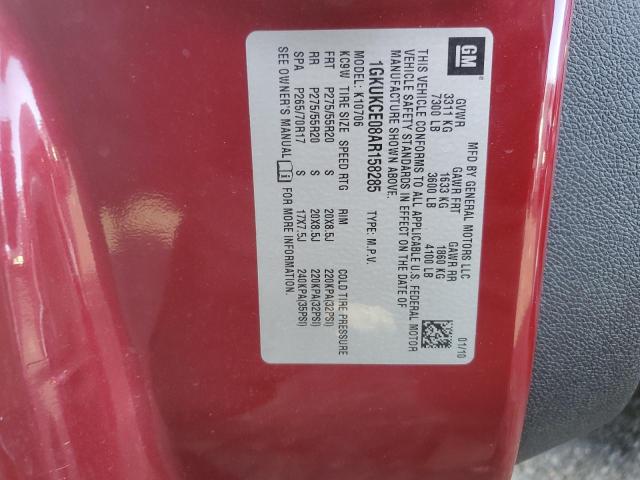 GM ®
MFD BY GENERAL MOTORS LLC 01/10
GVWR GAWR FRT GAWR RR
3311 KG 1633 KG 1860 KG
7300 LB 3600 LB 4100 LB
THIS VEHICLE CONFORMS TO ALL APPLICABLE U.S. FEDERAL MOTOR
VEHICLE SAFETY STANDARDS IN EFFECT ON THE DATE OF
MANUFACTURE SHOWN ABOVE.
1GKUKCE08AR158285 TYPE: M.P.V.
MODEL: K10706
KC9W TIRE SIZE SPEED RTG RIM COLD TIRE PRESSURE
FRT P275/55R20 S 20X8.5J 220KPA(32PSI)
RR P275/55R20 S 20X8.5J 220KPA(32PSI)
SPA P265/70R17 S 17X7.5J 240KPA(35PSI)
SEE OWNER'S MANUAL